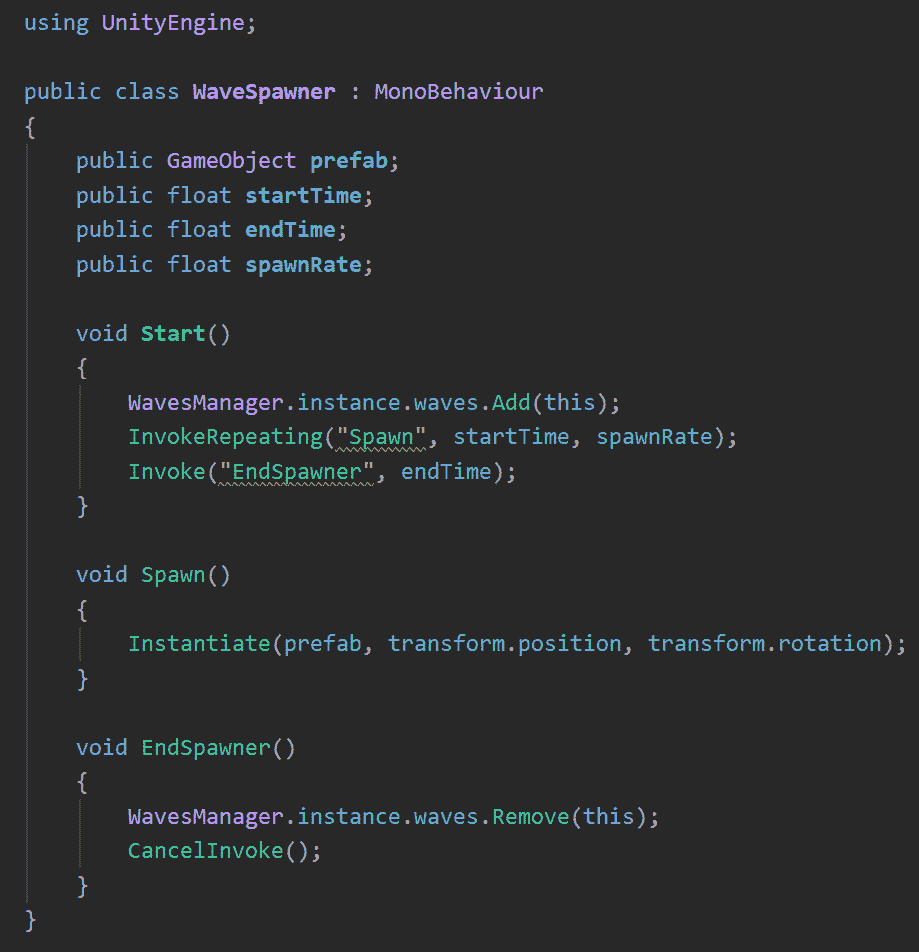 using UnityEngine;
public class WaveSpawner : MonoBehaviour
{
public GameObject prefab;
public float startTime;
public float endTime;
public float spawnRate;
void Start()
{
WavesManager.instance.waves.Add(this);
InvokeRepeating("Spawn", startTime, spawnRate);
Invoke("EndSpawner", endTime);
}
void Spawn()
{
Instantiate(prefab, transform.position, transform.rotation);
}
void EndSpawner()
{
WavesManager.instance.waves.Remove(this);
CancelInvoke();
}
}